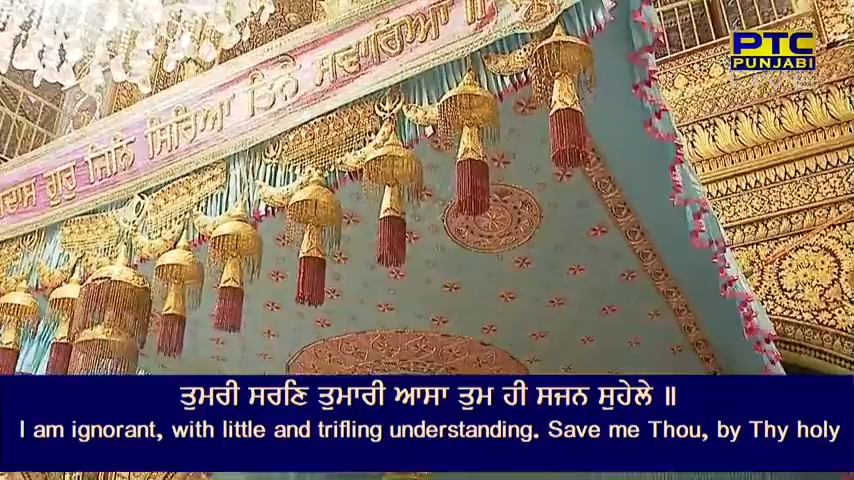 PTC
PUNJABI
ਗੁਰੁ ਜਿਨਿ ਸਿਰਿਆ ਤਿਨੈ ਸਵਾਰਿਆ ॥
ਤੁਮਰੀ ਸਰਣਿ ਤੁਮਾਰੀ ਆਸਾ ਤੁਮ ਹੀ ਸਜਨ ਸੁਹੇਲੇ ॥
I am ignorant, with little and trifling understanding. Save me Thou, by Thy holy